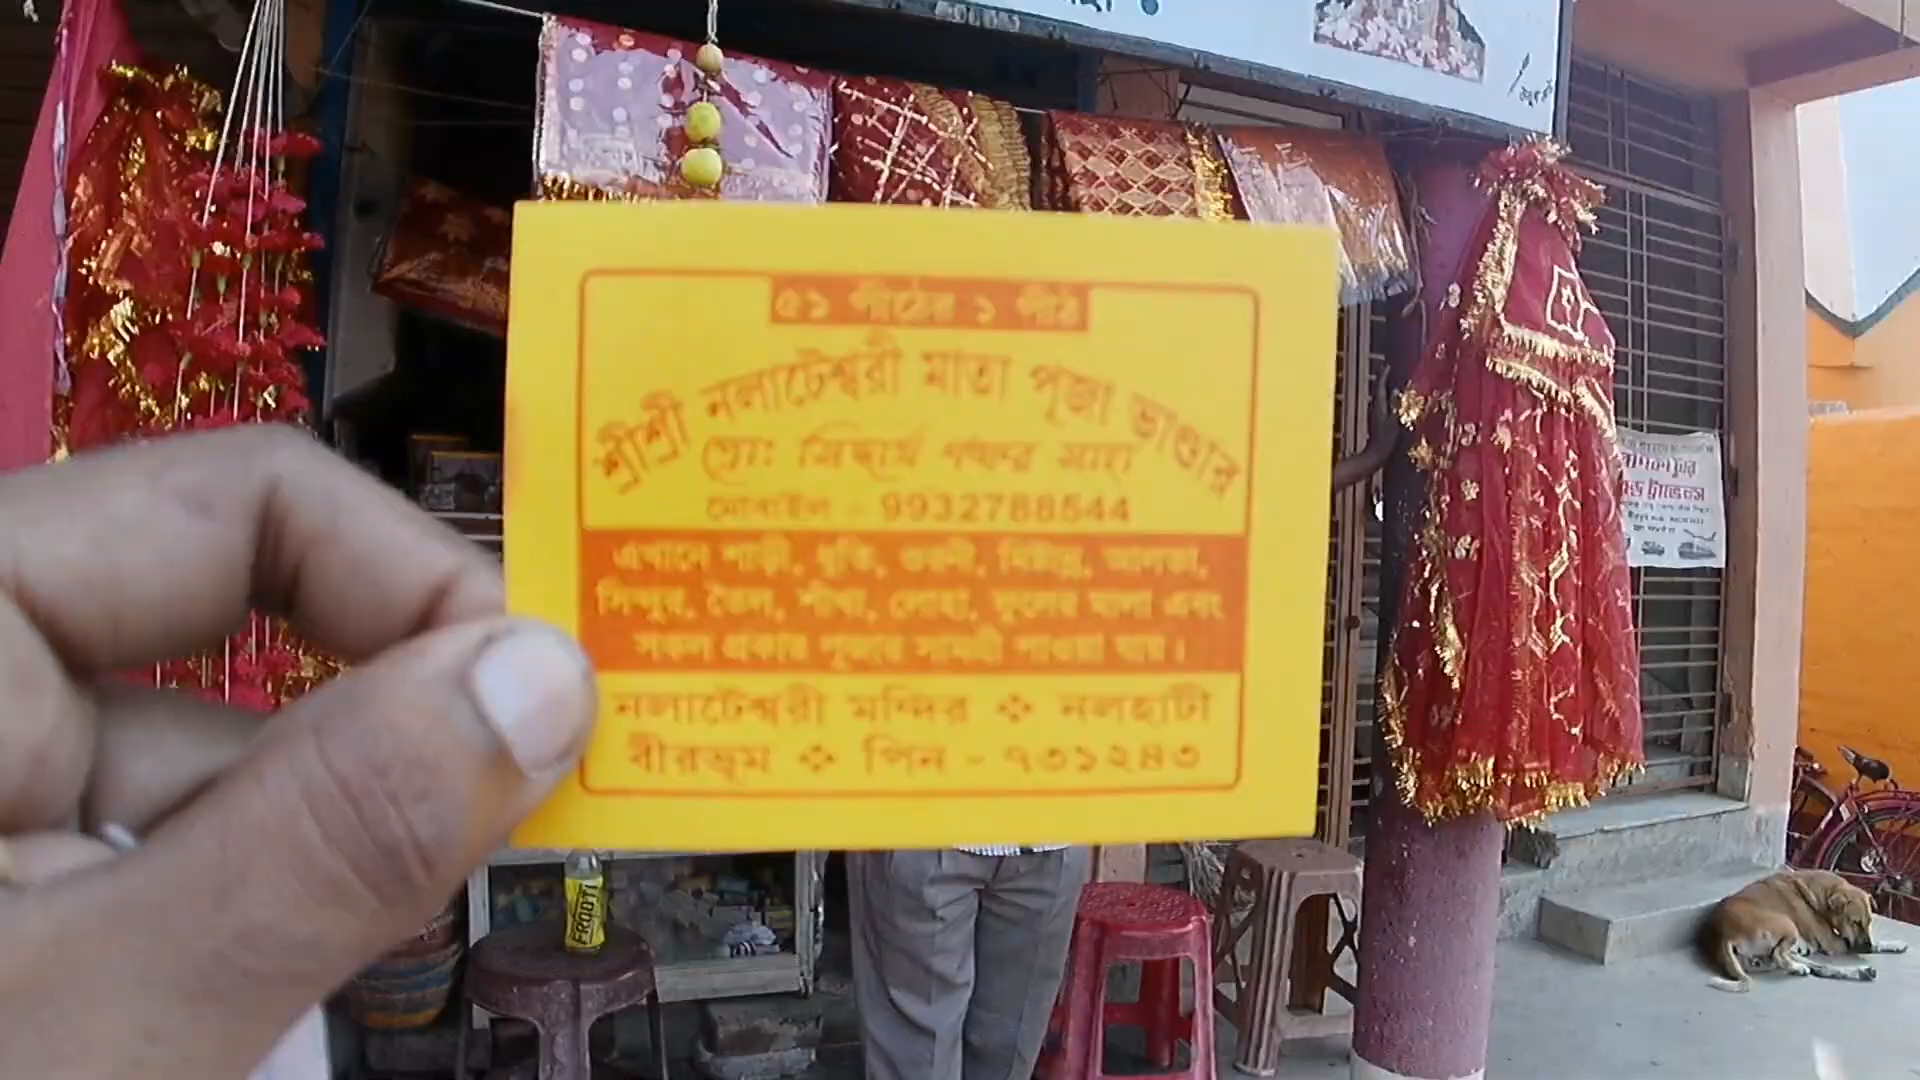 ৫১ পীঠের ১ পীঠ
শ্রীশ্রী নলাটেশ্বরী মাতা পূজা ভাণ্ডার
প্রোঃ সিদ্ধার্থ শঙ্কর সাহা
মোবাইল - 9932788544
এখানে শাড়ী, ধুতি, ওড়নী, মিষ্টান্ন, আলতা,
সিন্দুর, তৈল, শাঁখা, লোহা, ফুলের মালা এবং
সকল প্রকার পূজার সামগ্রী পাওয়া যায়।
নলাটেশ্বরী মন্দির ❖ নলহাটী
বীরভূম ❖ পিন - ৭৩১২৪৩
FROOTI